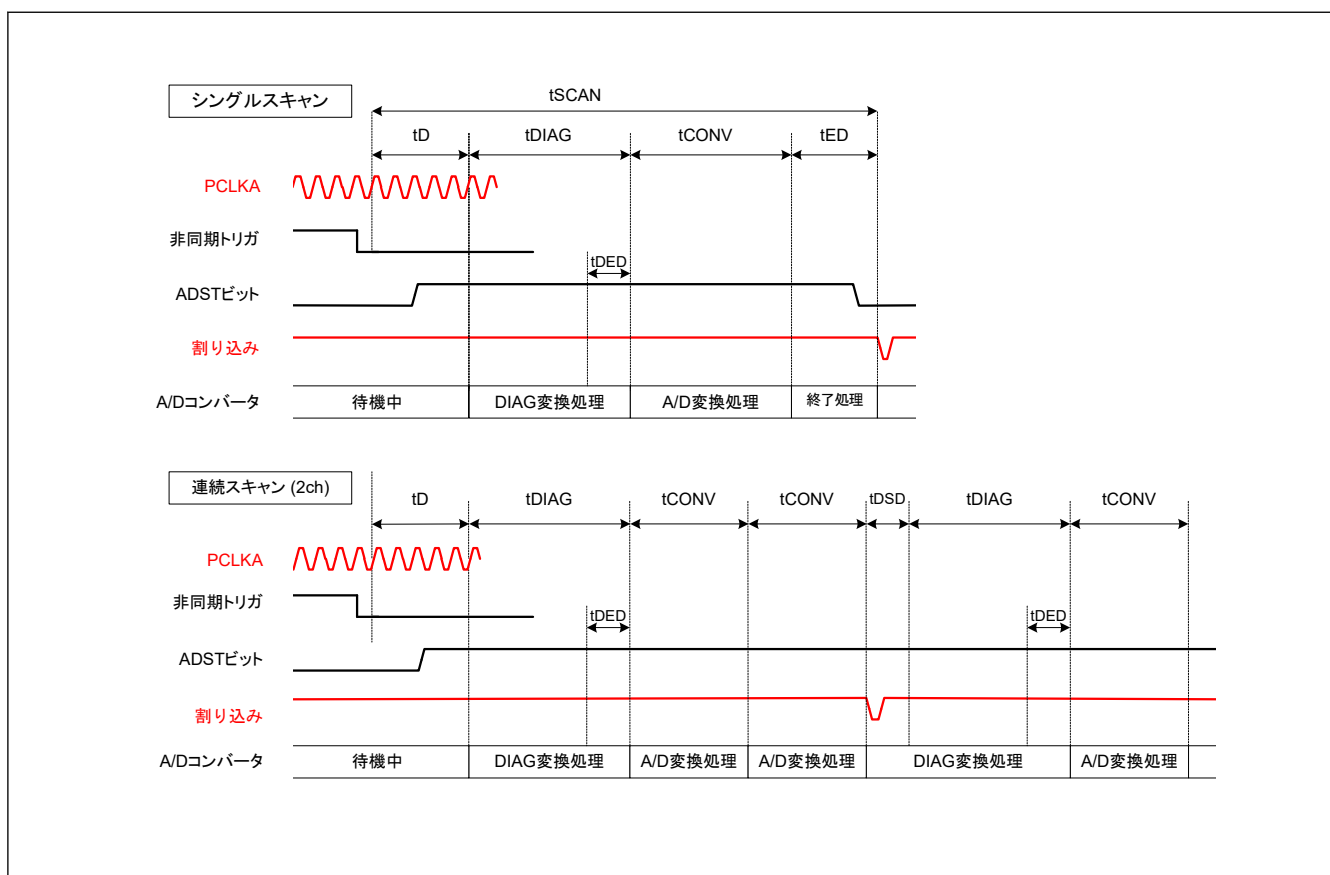 シングルスキャン
tSCAN
tD tDIAG tCONV tED
PCLKA
非同期トリガ
tDED
ADSTビット
割り込み
A/Dコンバータ 待機中 DIAG変換処理 A/D変換処理 終了処理
連続スキャン (2ch)
tD tDIAG tCONV tCONV tDSD tDIAG tCONV
PCLKA
非同期トリガ
tDED tDED
ADSTビット
割り込み
A/Dコンバータ 待機中 DIAG変換処理 A/D変換処理 A/D変換処理 DIAG変換処理 A/D変換処理